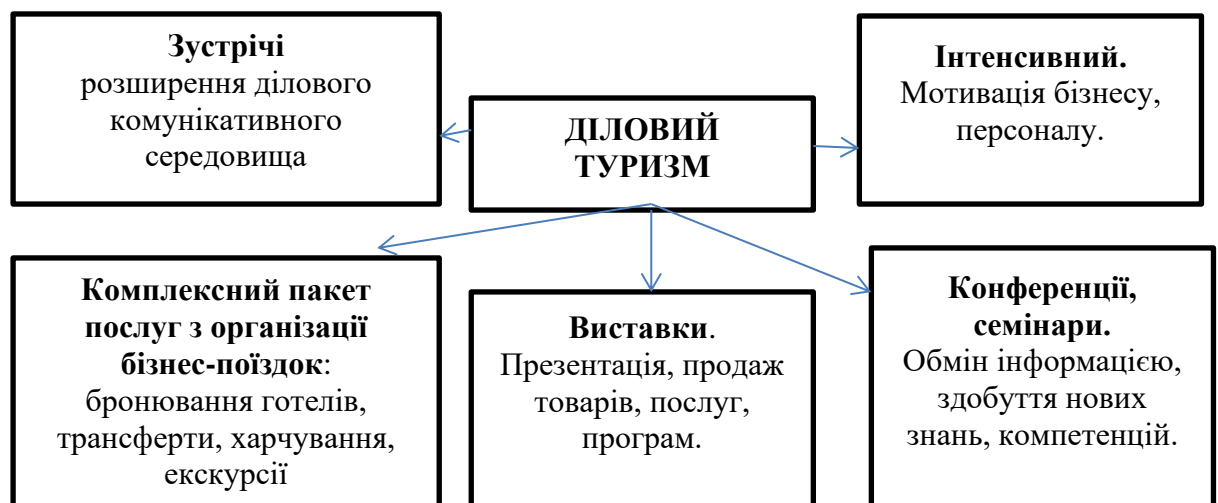 Зустрічі
розширення ділового
комунікативного
середовища
ДІЛОВИЙ
ТУРИЗМ
Інтенсивний.
Мотивація бізнесу,
персоналу.
Комплексний пакет
послуг з організації
бізнес-поїздок:
бронювання готелів,
трансферти, харчування,
екскурсії
Виставки.
Презентація, продаж
товарів, послуг,
програм.
Конференції,
семінари.
Обмін інформацією,
здобуття нових
знань, компетенцій.